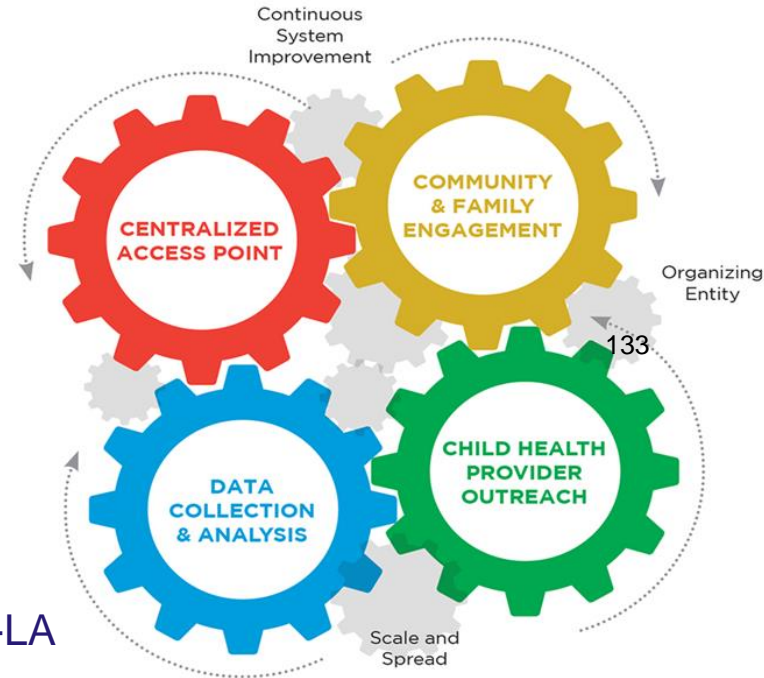 Continuous
System
Improvement
CENTRALIZED
ACCESS POINT
COMMUNITY
& FAMILY
ENGAGEMENT
Organizing
Entity
133
DATA
COLLECTION
& ANALYSIS
CHILD HEALTH
PROVIDER
OUTREACH
-LA
Scale and
Spread